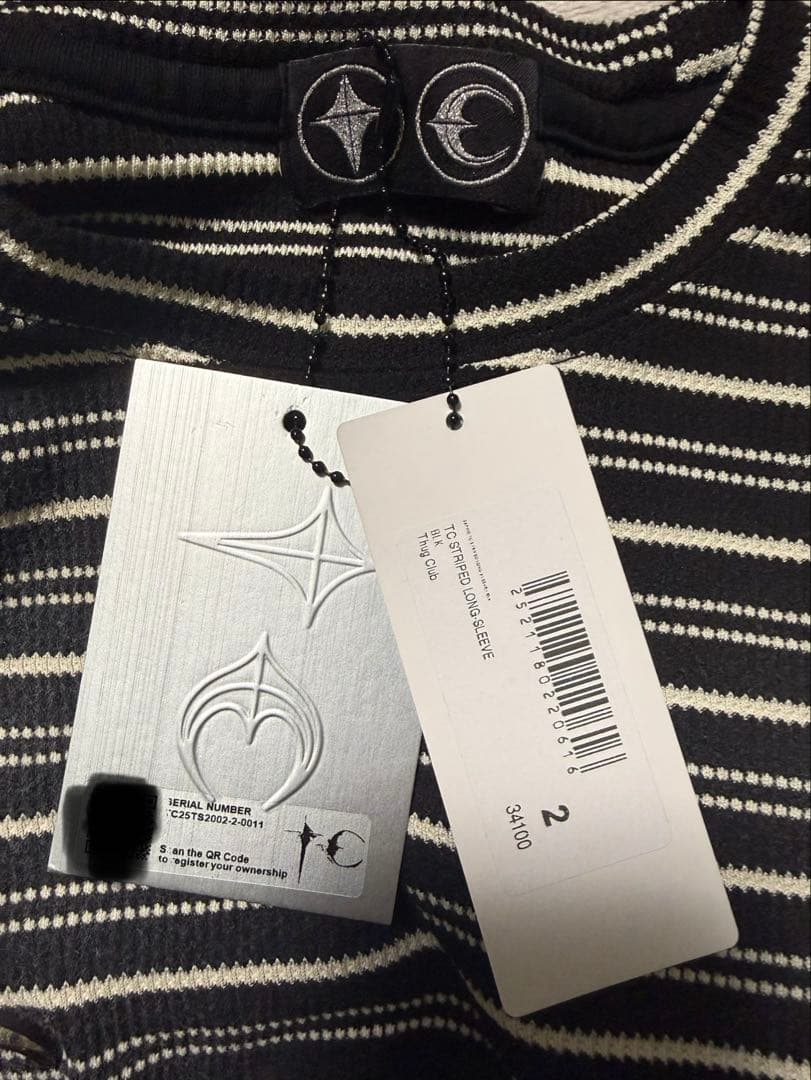 SERIAL NUMBER
TC25TS2002-2-0011
Scan the QR Code
to register your ownership
TC STRIPED LONG-SLEEVE
BLK
Thug Club
2521180220616
2
34100